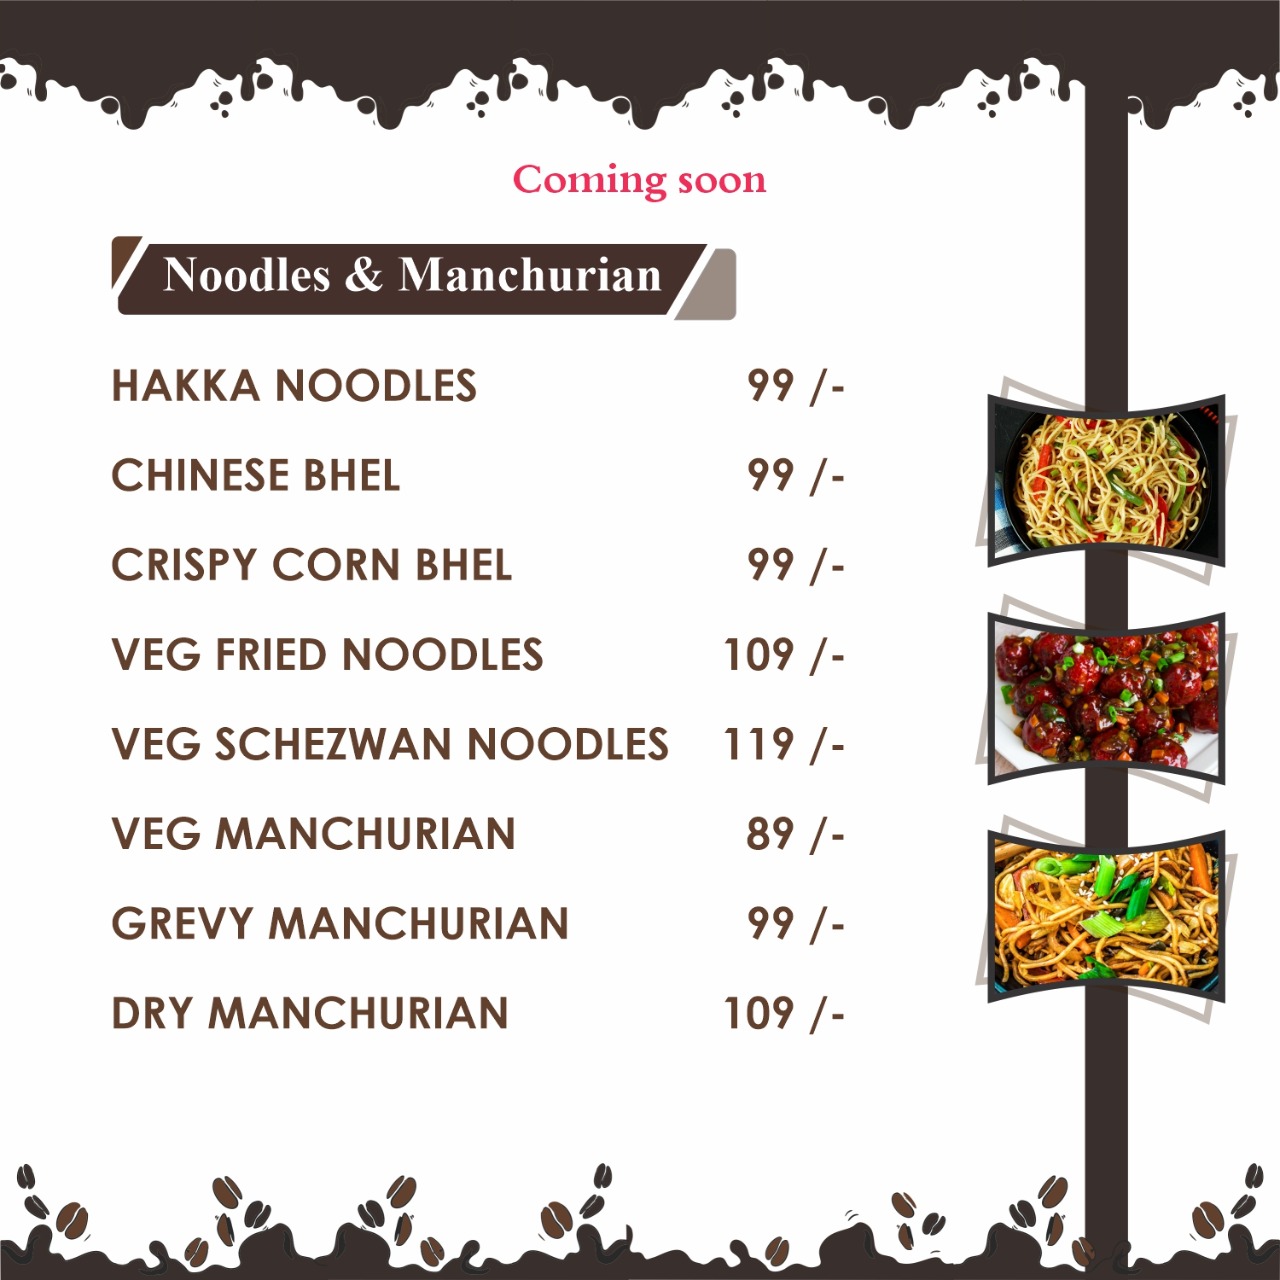 Coming soon
Noodles & Manchurian
HAKKA NOODLES 99 /-
CHINESE BHEL 99 /-
CRISPY CORN BHEL 99 /-
VEG FRIED NOODLES 109 /-
VEG SCHEZWAN NOODLES 119 /-
VEG MANCHURIAN 89 /-
GREVY MANCHURIAN 99 /-
DRY MANCHURIAN 109 /-